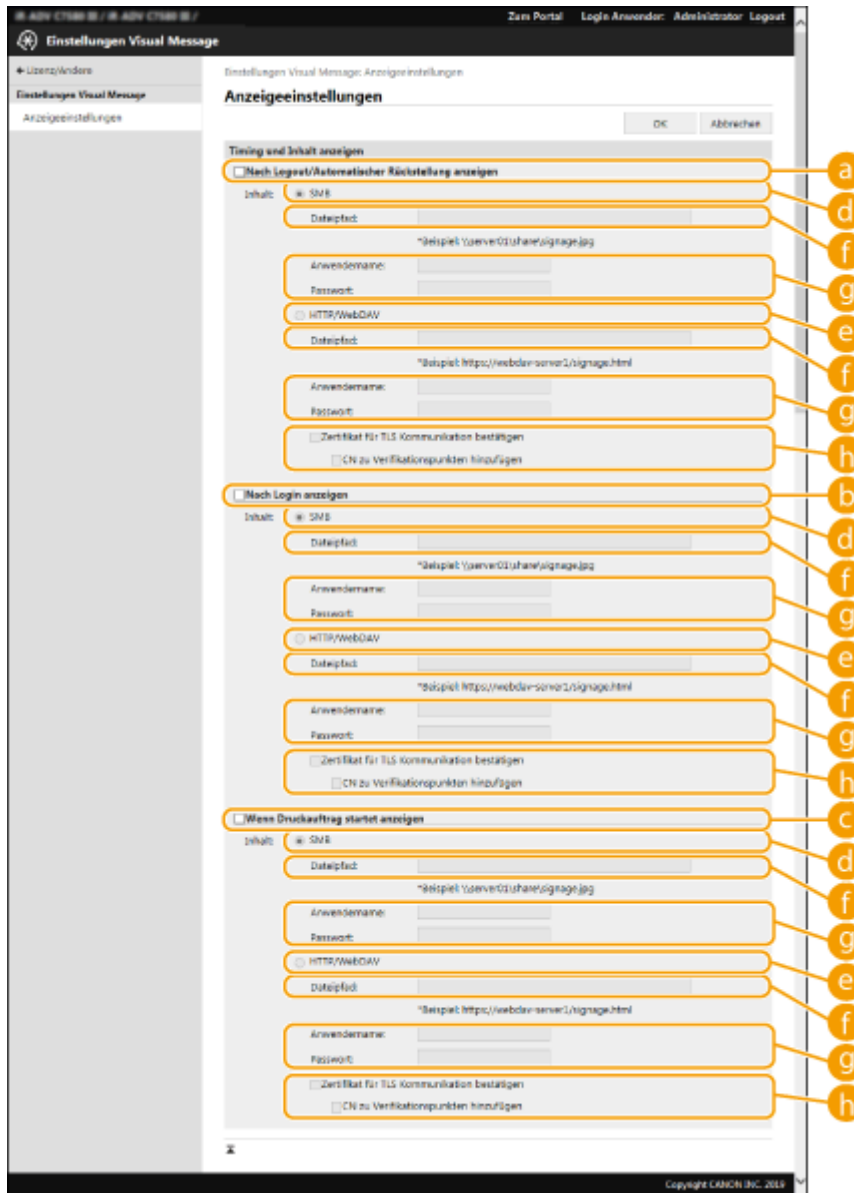 Zum Portal Login Anwender: Administrator Logout
Einstellungen Visual Message
Lizenz/Andere
Einstellungen Visual Message: Anzeigeeinstellungen
Einstellungen Visual Message
Anzeigeeinstellungen
Anzeigeeinstellungen
OK Abbrechen
Timing und Inhalt anzeigen
Nach Logout/Automatischer Rückstellung anzeigen a
Inhalt: SMB d
Dateipfad: f
*Beispiel: \\server01\share\signage.jpg
Anwendername:
g
Passwort:
HTTP/WebDAV e
Dateipfad: f
*Beispiel: https://webdav-server1/signage.html
Anwendername:
g
Passwort:
Zertifikat für TLS Kommunikation bestätigen
h
CN zu Verifikationspunkten hinzufügen
Nach Login anzeigen b
Inhalt: SMB d
Dateipfad: f
*Beispiel: \\server01\share\signage.jpg
Anwendername:
g
Passwort:
HTTP/WebDAV e
Dateipfad: f
*Beispiel: https://webdav-server1/signage.html
Anwendername:
g
Passwort:
Zertifikat für TLS Kommunikation bestätigen
h
CN zu Verifikationspunkten hinzufügen
Wenn Druckauftrag startet anzeigen c
Inhalt: SMB d
Dateipfad: f
*Beispiel: \\server01\share\signage.jpg
Anwendername:
g
Passwort:
HTTP/WebDAV e
Dateipfad: f
*Beispiel: https://webdav-server1/signage.html
Anwendername:
g
Passwort:
Zertifikat für TLS Kommunikation bestätigen
h
CN zu Verifikationspunkten hinzufügen
Copyright CANON INC. 2019